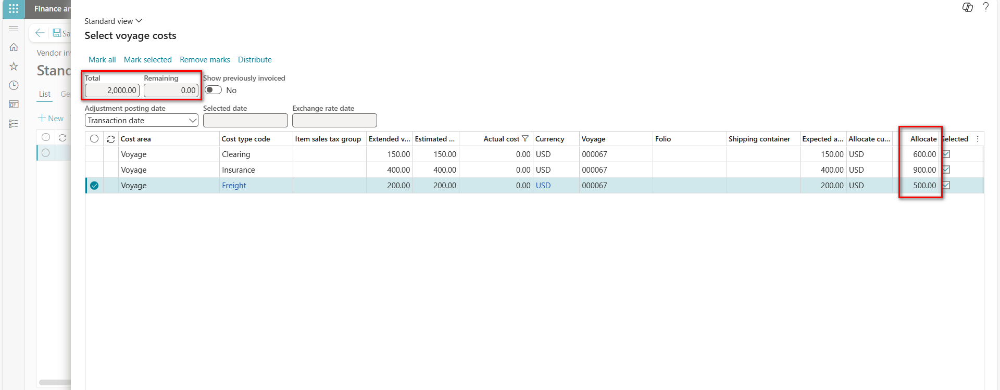 Finance an
Standard view
Select voyage costs
Sa
Vendor inv
Stand
List Ge
New
Mark all Mark selected Remove marks Distribute
Total Remaining Show previously invoiced
2,000.00 0.00 No
Adjustment posting date Selected date Exchange rate date
Transaction date
Cost area Cost type code Item sales tax group Extended v... Estimated ... Actual cost Currency Voyage Folio Shipping container Expected a... Allocate cu... Allocate Selected
Voyage Clearing 150.00 150.00 0.00 USD 000067 150.00 USD 600.00
Voyage Insurance 400.00 400.00 0.00 USD 000067 400.00 USD 900.00
Voyage Freight 200.00 200.00 0.00 USD 000067 200.00 USD 500.00